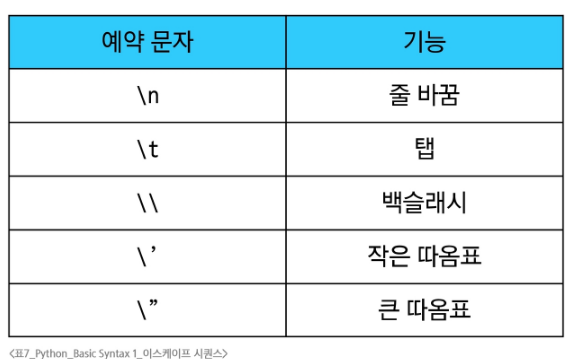 예약 문자 기능
\n 줄 바꿈
\t 탭
\\ 백슬래시
\’ 작은 따옴표
\” 큰 따옴표
<표7_Python_Basic Syntax 1_이스케이프 시퀀스>